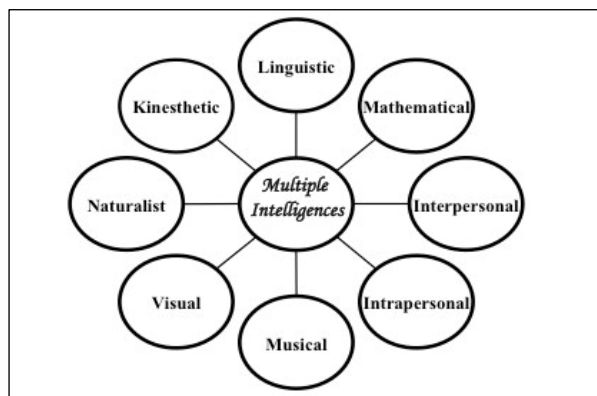 Linguistic
Kinesthetic
Mathematical
Multiple
Intelligences
Naturalist
Interpersonal
Visual
Intrapersonal
Musical